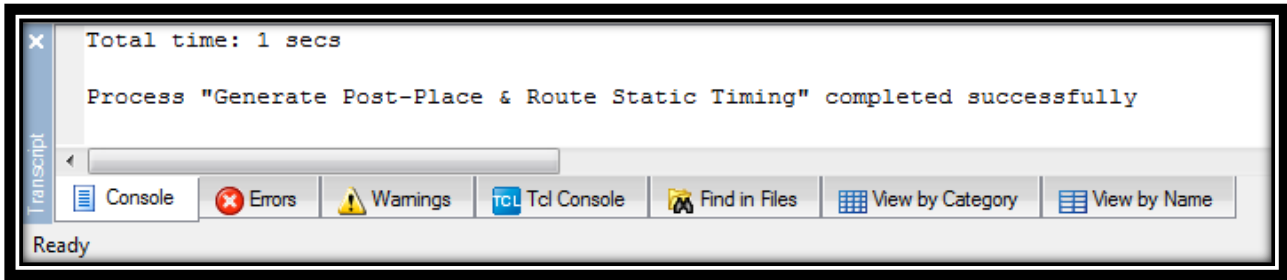 Total time: 1 secs
Process "Generate Post-Place & Route Static Timing" completed successfully
Transcript
Console Errors Warnings TCL Tcl Console Find in Files View by Category View by Name
Ready